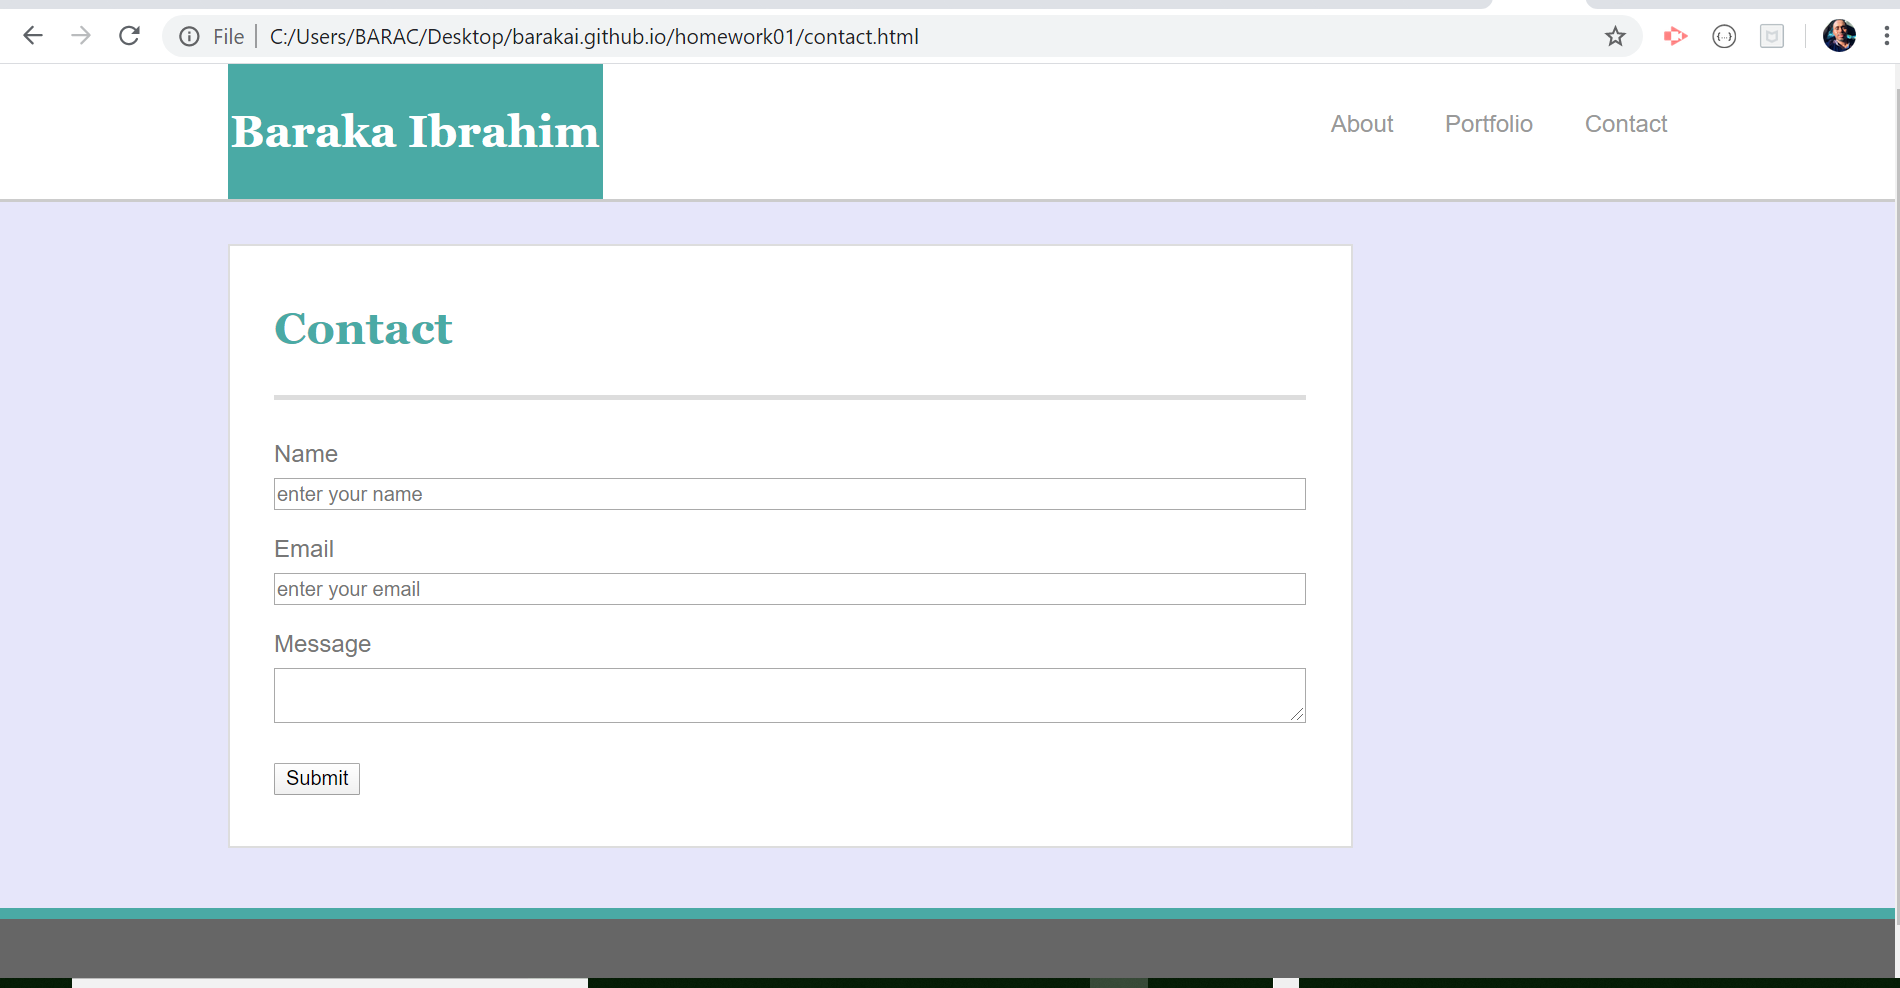 File C:/Users/BARAC/Desktop/barakai.github.io/homework01/contact.html
Baraka Ibrahim
About Portfolio Contact
Contact
Name
enter your name
Email
enter your email
Message
Submit